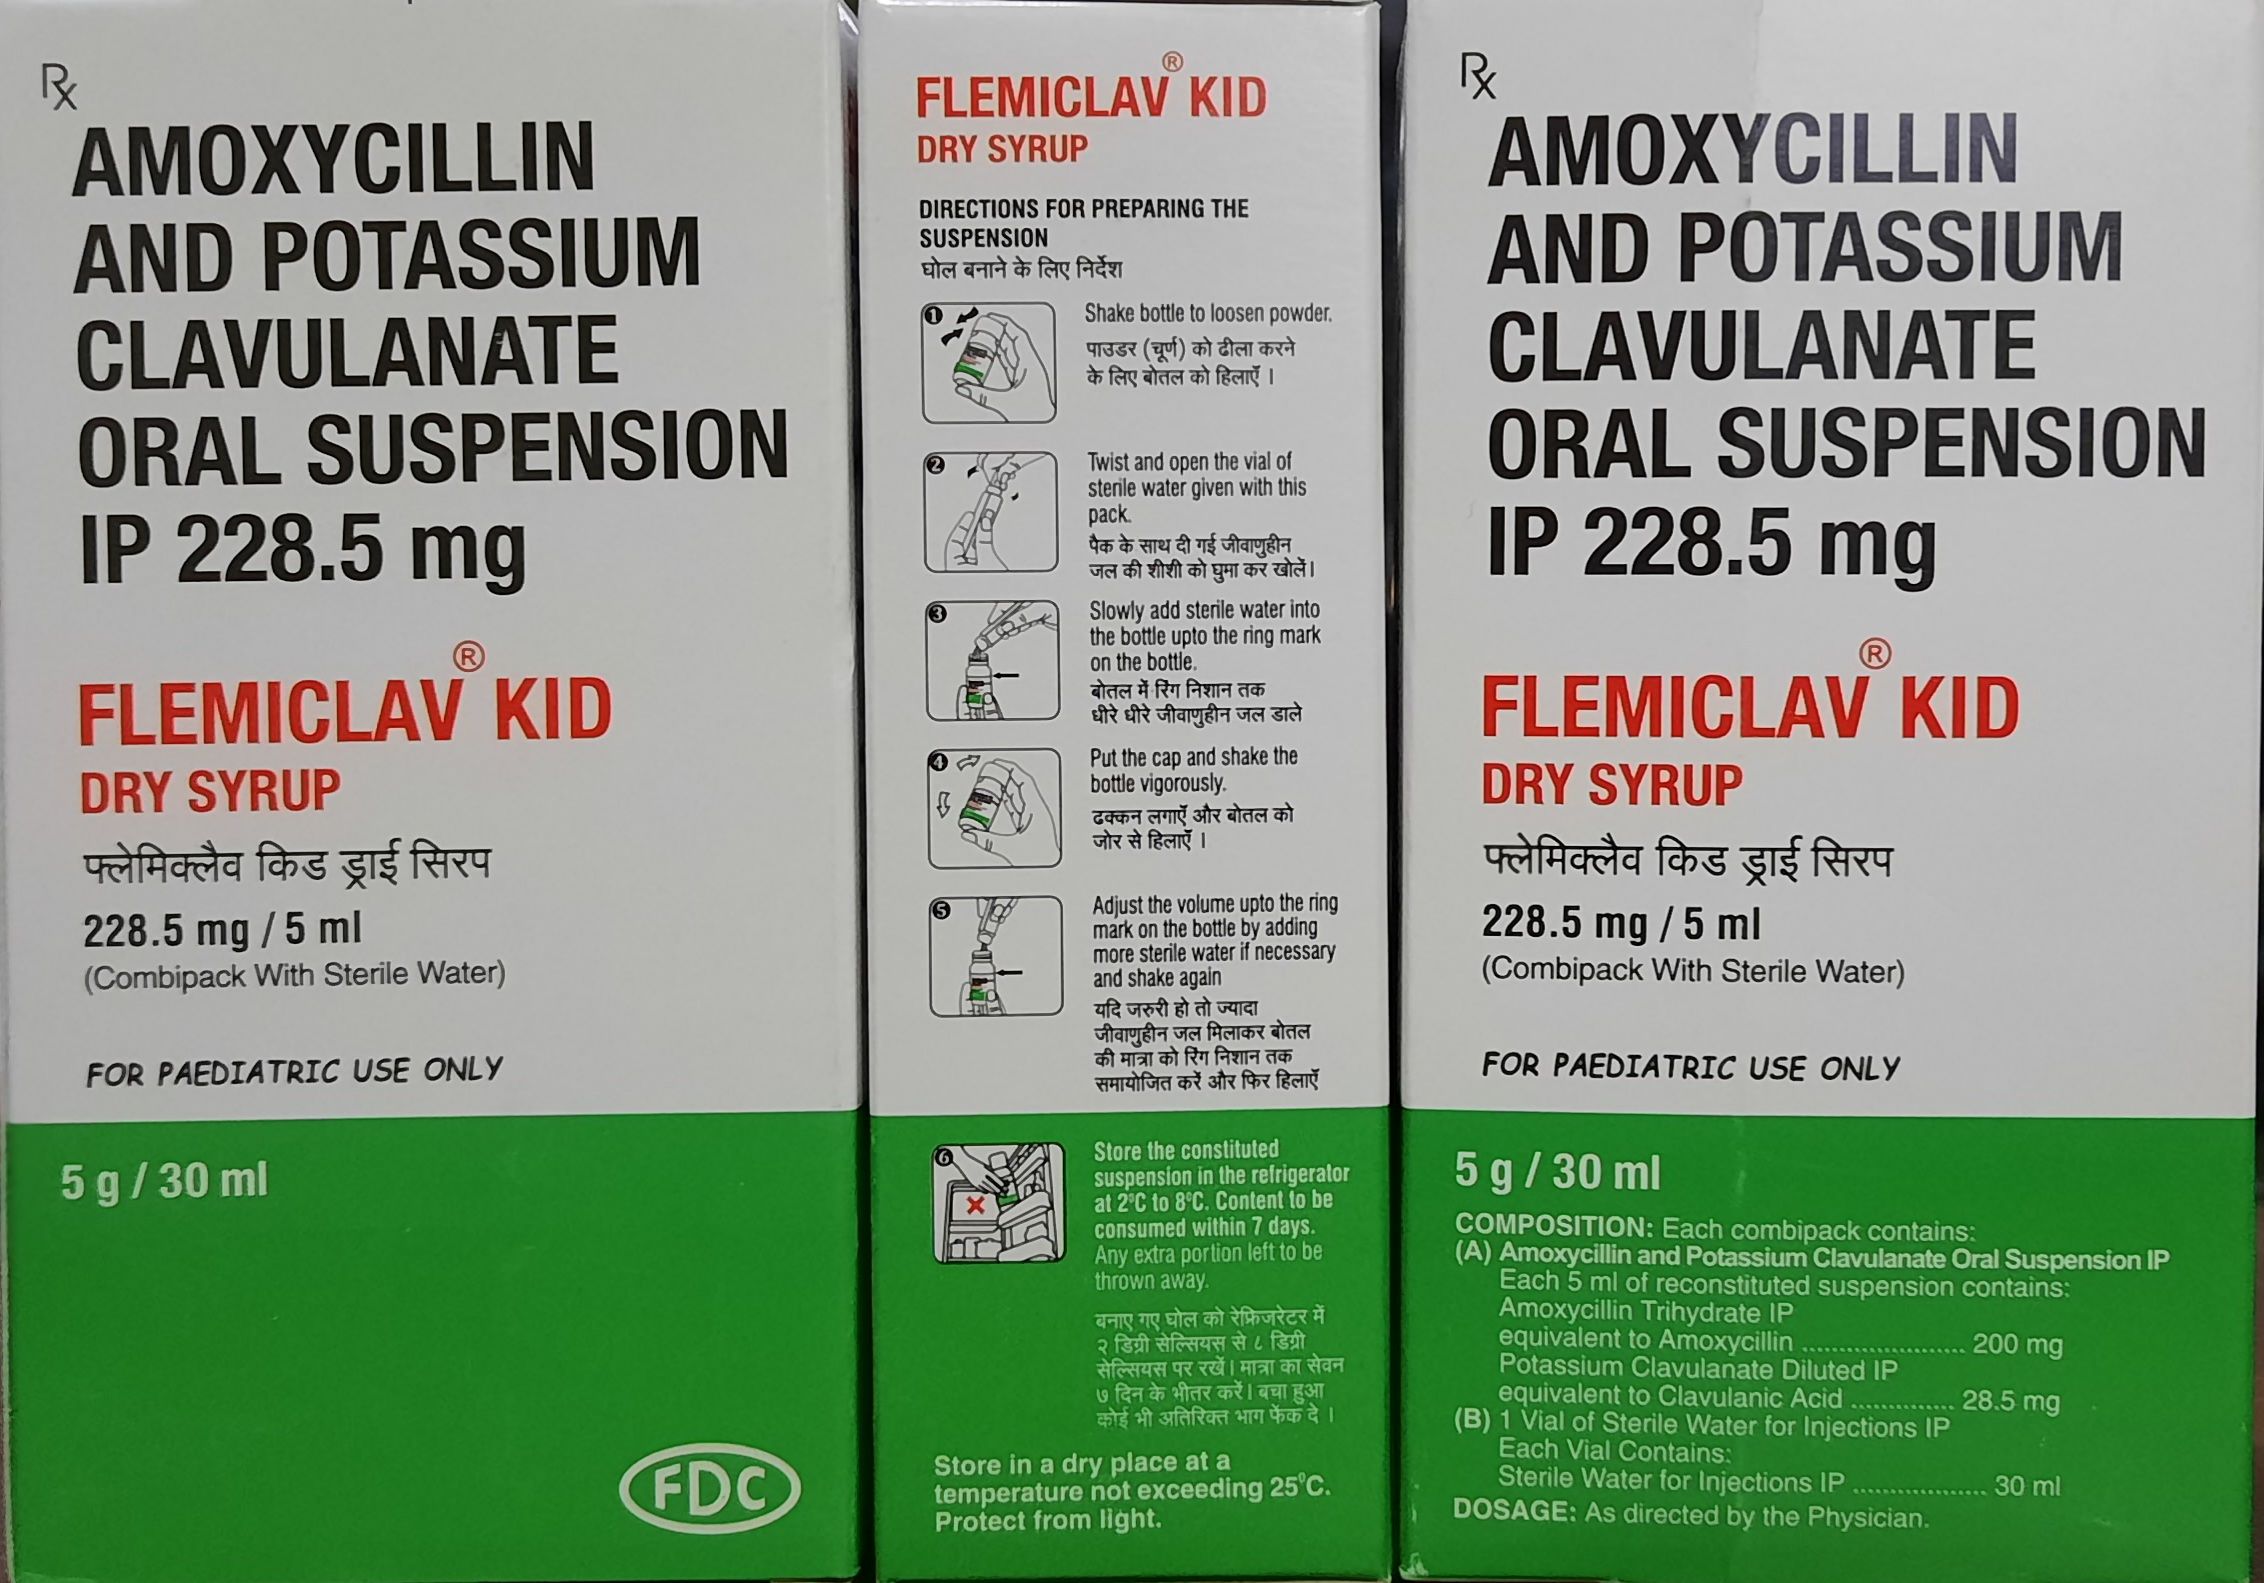 Rx
AMOXYCILLIN
AND POTASSIUM
CLAVULANATE
ORAL SUSPENSION
IP 228.5 mg
FLEMICLAV® KID
DRY SYRUP
फ्लेमिक्लैव किड ड्राई सिरप
228.5 mg / 5 ml
(Combipack With Sterile Water)
FOR PAEDIATRIC USE ONLY
5 g / 30 ml
FDC
FLEMICLAV® KID
DRY SYRUP
DIRECTIONS FOR PREPARING THE
SUSPENSION
घोल बनाने के लिए निर्देश
1
Shake bottle to loosen powder.
पाउडर (चूर्ण) को ढीला करने
के लिए बोतल को हिलाएँ ।
2
Twist and open the vial of
sterile water given with this
pack.
पैक के साथ दी गई जीवाणुहीन
जल की शीशी को घुमा कर खोलें।
3
Slowly add sterile water into
the bottle upto the ring mark
on the bottle.
बोतल में रिंग निशान तक
धीरे धीरे जीवाणुहीन जल डाले
4
Put the cap and shake the
bottle vigorously.
ढक्कन लगाएँ और बोतल को
जोर से हिलाएँ ।
5
Adjust the volume upto the ring
mark on the bottle by adding
more sterile water if necessary
and shake again
यदि जरुरी हो तो ज्यादा
जीवाणुहीन जल मिलाकर बोतल
की मात्रा को रिंग निशान तक
समायोजित करें और फिर हिलाएँ
6
Store the constituted
suspension in the refrigerator
at 2°C to 8°C. Content to be
consumed within 7 days.
Any extra portion left to be
thrown away.
बनाए गए घोल को रेफ्रिजरेटर में
२ डिग्री सेल्सियस से ८ डिग्री
सेल्सियस पर रखें। मात्रा का सेवन
७ दिन के भीतर करें। बचा हुआ
कोई भी अतिरिक्त भाग फेंक दे ।
Store in a dry place at a
temperature not exceeding 25°C.
Protect from light.
Rx
AMOXYCILLIN
AND POTASSIUM
CLAVULANATE
ORAL SUSPENSION
IP 228.5 mg
FLEMICLAV® KID
DRY SYRUP
फ्लेमिक्लैव किड ड्राई सिरप
228.5 mg / 5 ml
(Combipack With Sterile Water)
FOR PAEDIATRIC USE ONLY
5 g / 30 ml
COMPOSITION: Each combipack contains:
(A) Amoxycillin and Potassium Clavulanate Oral Suspension IP
Each 5 ml of reconstituted suspension contains:
Amoxycillin Trihydrate IP
equivalent to Amoxycillin ....................... 200 mg
Potassium Clavulanate Diluted IP
equivalent to Clavulanic Acid ............... 28.5 mg
(B) 1 Vial of Sterile Water for Injections IP
Each Vial Contains:
Sterile Water for Injections IP ................... 30 ml
DOSAGE: As directed by the Physician.